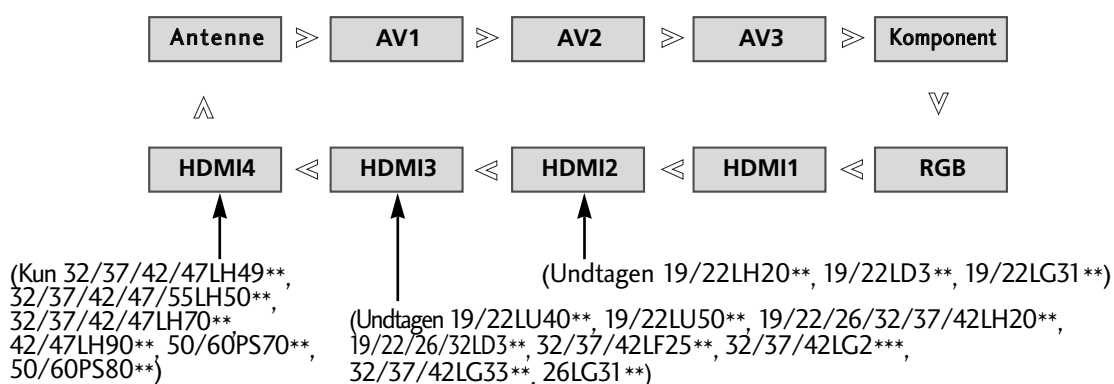 Antenne AV1 AV2 AV3 Komponent
HDMI4 HDMI3 HDMI2 HDMI1 RGB
(Kun 32/37/42/47LH49**,
32/37/42/47/55LH50**,
32/37/42/47LH70**,
42/47LH90**, 50/60PS70**,
50/60PS80**)
(Undtagen 19/22LU40**, 19/22LU50**, 19/22/26/32/37/42LH20**,
19/22/26/32LD3**, 32/37/42LF25**, 32/37/42LG2***,
32/37/42LG33**, 26LG31**)
(Undtagen 19/22LH20**, 19/22LD3**, 19/22LG31**)